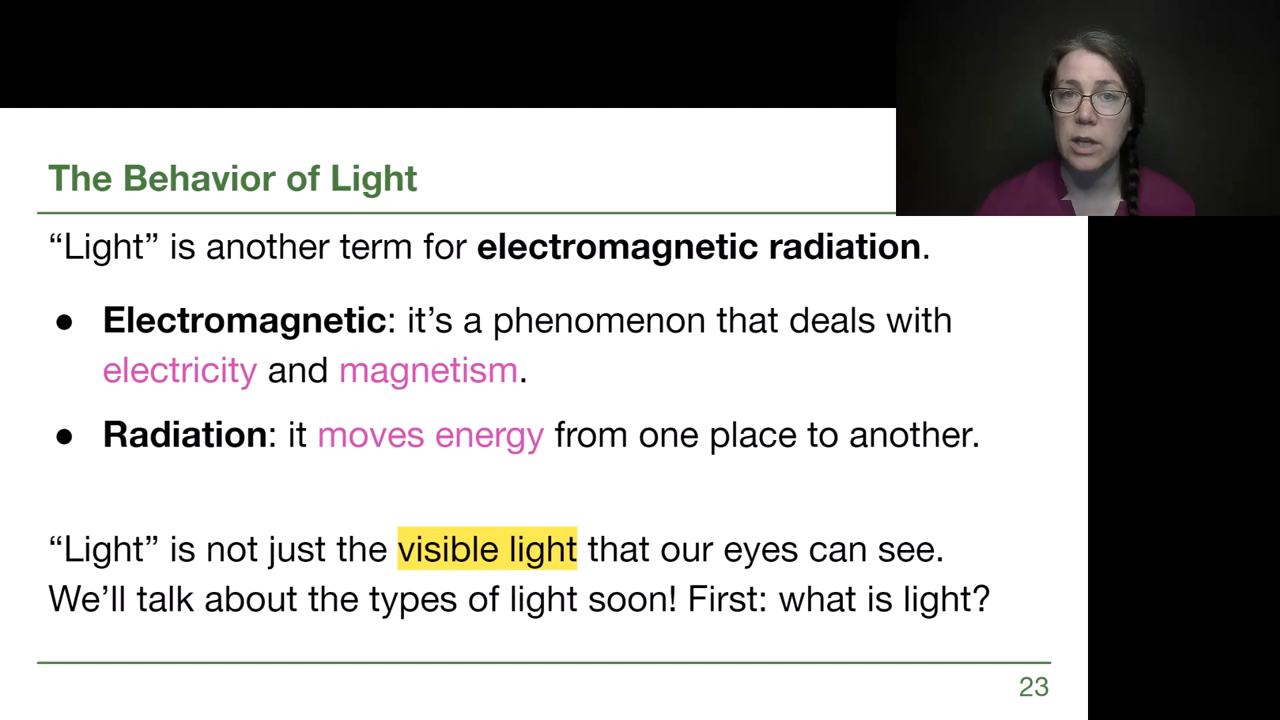 The Behavior of Light
“Light” is another term for electromagnetic radiation.
● Electromagnetic: it’s a phenomenon that deals with
electricity and magnetism.
● Radiation: it moves energy from one place to another.
“Light” is not just the visible light that our eyes can see.
We’ll talk about the types of light soon! First: what is light?
23